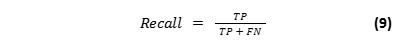 Recall = TP / (TP + FN) (9)